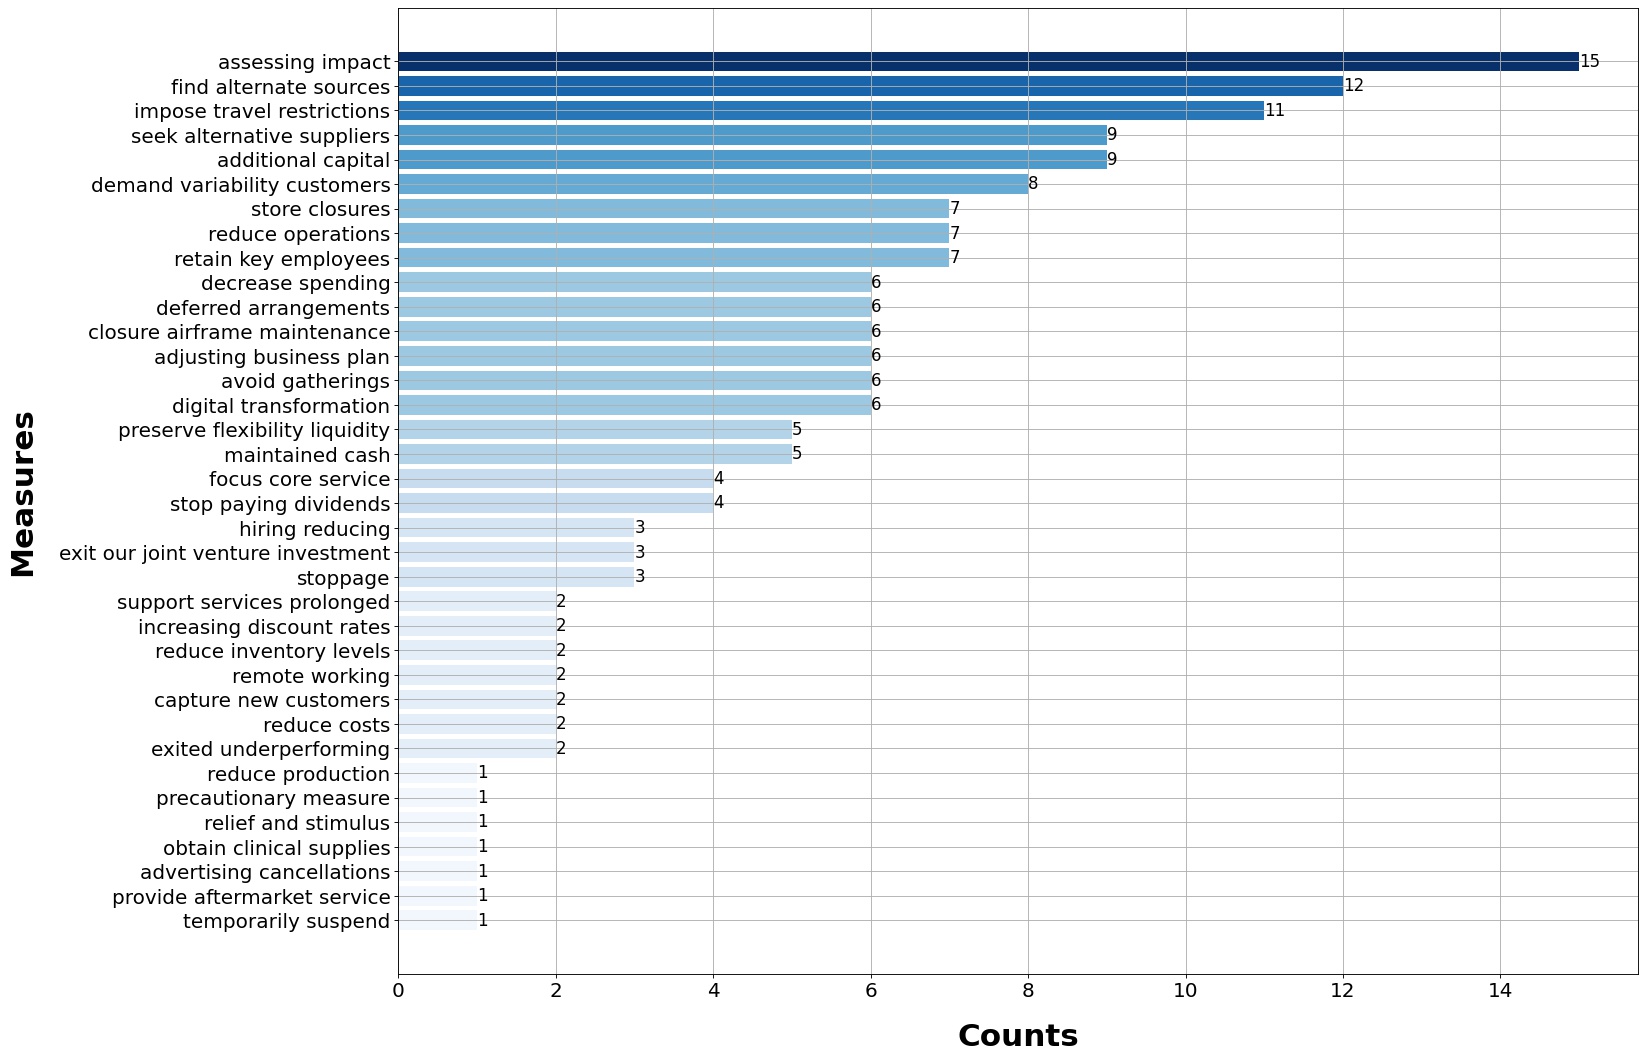 assessing impact 15
find alternate sources 12
impose travel restrictions 11
seek alternative suppliers 9
additional capital 9
demand variability customers 8
store closures 7
reduce operations 7
retain key employees 7
decrease spending 6
deferred arrangements 6
closure airframe maintenance 6
adjusting business plan 6
avoid gatherings 6
digital transformation 6
preserve flexibility liquidity 5
maintained cash 5
focus core service 4
stop paying dividends 4
hiring reducing 3
exit our joint venture investment 3
stoppage 3
support services prolonged 2
increasing discount rates 2
reduce inventory levels 2
remote working 2
capture new customers 2
reduce costs 2
exited underperforming 2
reduce production 1
precautionary measure 1
relief and stimulus 1
obtain clinical supplies 1
advertising cancellations 1
provide aftermarket service 1
temporarily suspend 1
0 2 4 6 8 10 12 14
Counts
Measures